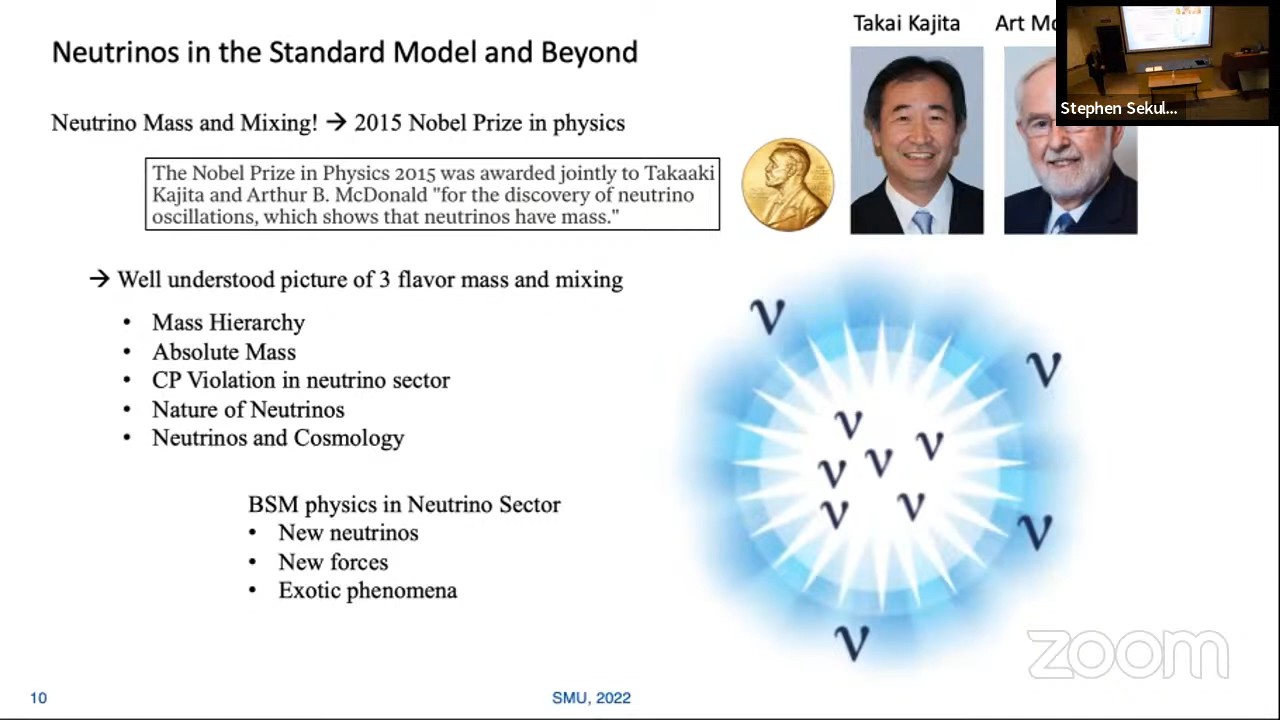 Takai Kajita
Art Mc
Neutrinos in the Standard Model and Beyond
Stephen Sekul...
Neutrino Mass and Mixing! → 2015 Nobel Prize in physics
The Nobel Prize in Physics 2015 was awarded jointly to Takaaki
Kajita and Arthur B. McDonald "for the discovery of neutrino
oscillations, which shows that neutrinos have mass."
→ Well understood picture of 3 flavor mass and mixing
• Mass Hierarchy
• Absolute Mass
• CP Violation in neutrino sector
• Nature of Neutrinos
• Neutrinos and Cosmology
BSM physics in Neutrino Sector
• New neutrinos
• New forces
• Exotic phenomena
ν
ν
ν
ν
ν
ν
ν
ν
ν
ν
zoom
10
SMU, 2022